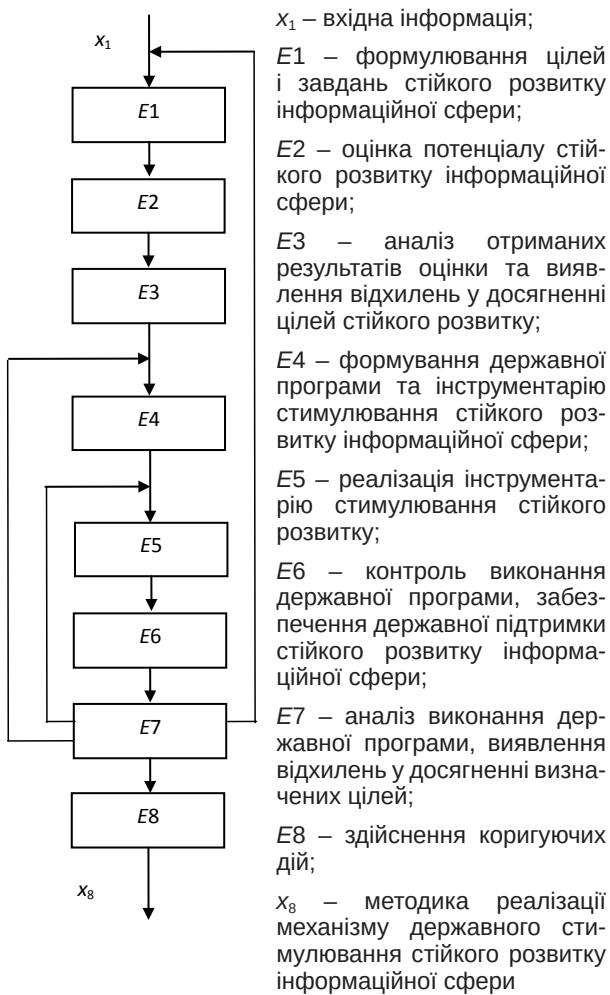 x₁
E1
E2
E3
E4
E5
E6
E7
E8
x₈
x₁ – вхідна інформація;
E1 – формулювання цілей
і завдань стійкого розвитку
інформаційної сфери;
E2 – оцінка потенціалу стій-
кого розвитку інформаційної
сфери;
E3 – аналіз отриманих
результатів оцінки та вияв-
лення відхилень у досягненні
цілей стійкого розвитку;
E4 – формування державної
програми та інструментарію
стимулювання стійкого роз-
витку інформаційної сфери;
E5 – реалізація інструмента-
рію стимулювання стійкого
розвитку;
E6 – контроль виконання
державної програми, забез-
печення державної підтримки
стійкого розвитку інформа-
ційної сфери;
E7 – аналіз виконання дер-
жавної програми, виявлення
відхилень у досягненні визна-
чених цілей;
E8 – здійснення коригуючих
дій;
x₈ – методика реалізації
механізму державного сти-
мулювання стійкого розвитку
інформаційної сфери